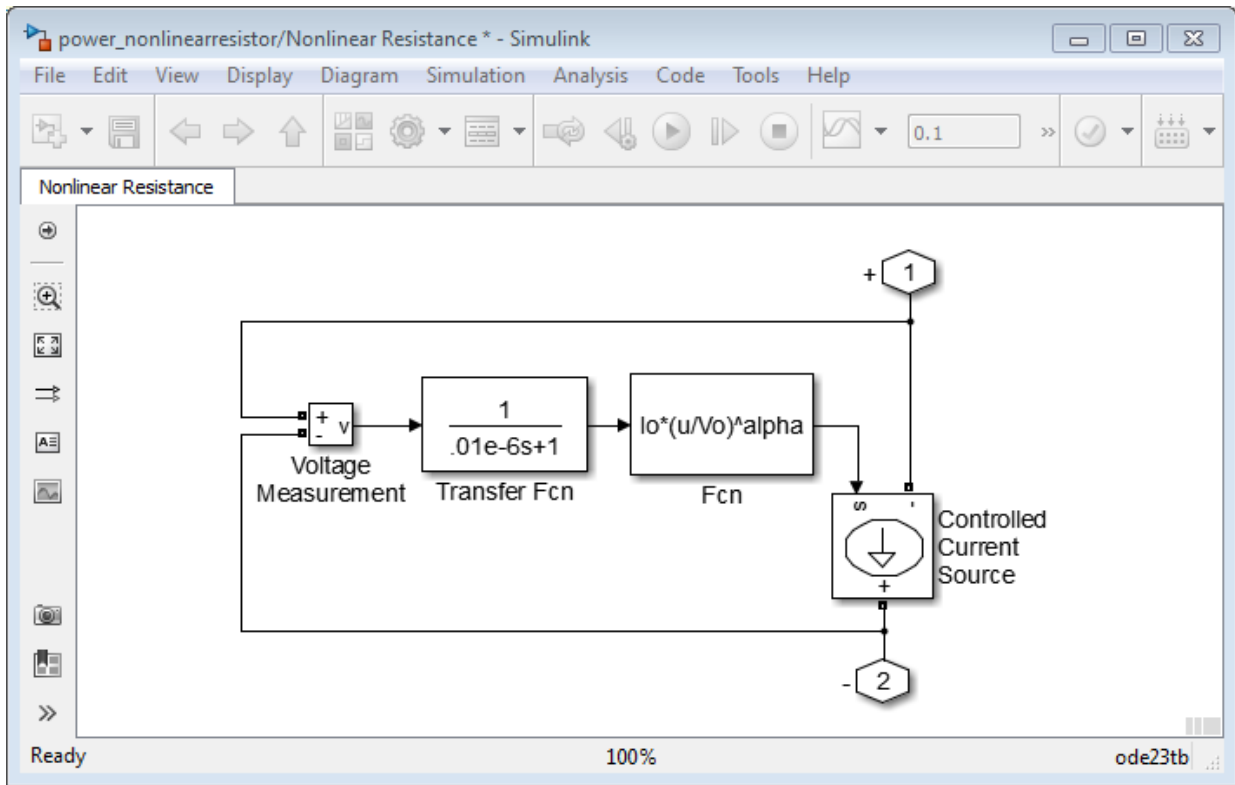 power_nonlinearresistor/Nonlinear Resistance * - Simulink
File Edit View Display Diagram Simulation Analysis Code Tools Help
0.1
Nonlinear Resistance
+ 1
+
-
v
Voltage
Measurement
1
.01e-6s+1
Transfer Fcn
Io*(u/Vo)^alpha
Fcn
s -
+
Controlled
Current
Source
- 2
Ready 100% ode23tb